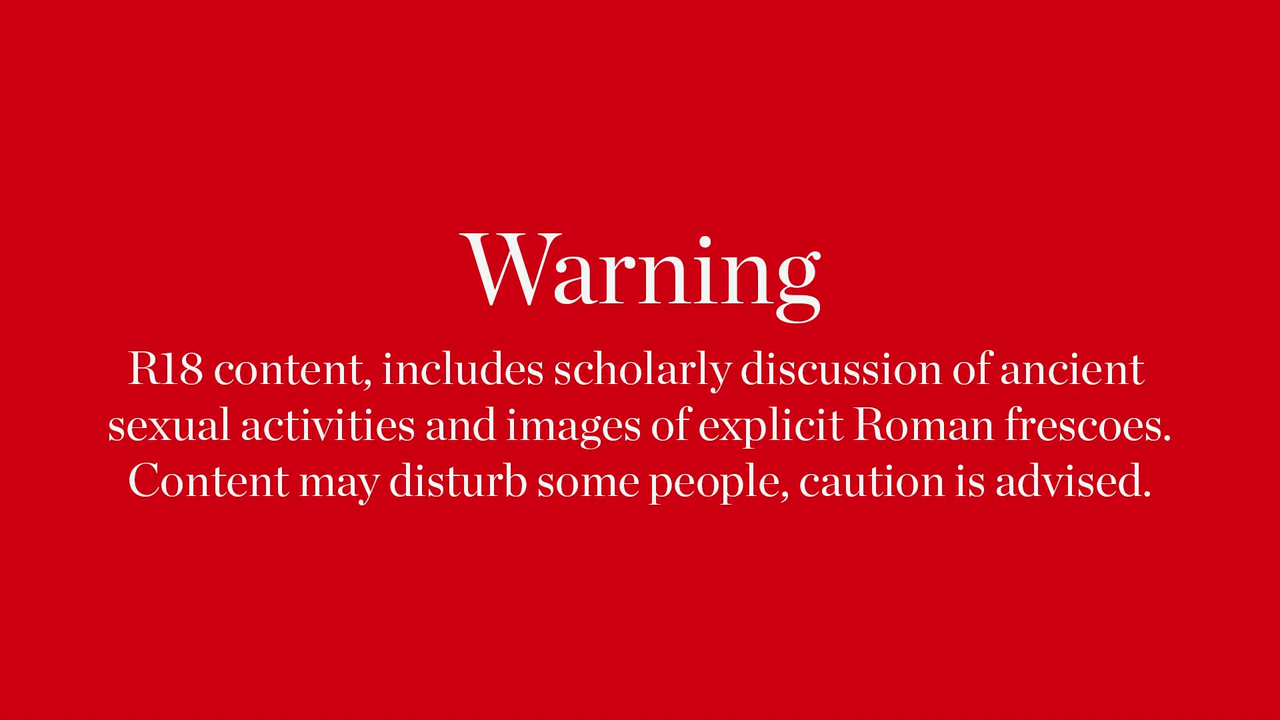 Warning
R18 content, includes scholarly discussion of ancient
sexual activities and images of explicit Roman frescoes.
Content may disturb some people, caution is advised.